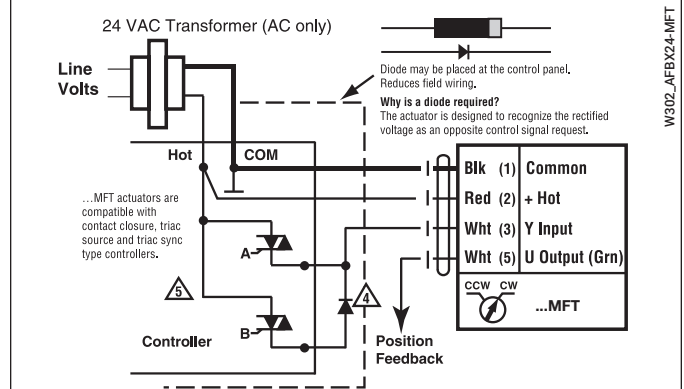 24 VAC Transformer (AC only)
Line
Volts
Diode may be placed at the control panel.
Reduces field wiring.
Why is a diode required?
The actuator is designed to recognize the rectified
voltage as an opposite control signal request.
W302_AFBX24-MFT
Hot
COM
Blk (1) Common
Red (2) + Hot
Wht (3) Y Input
Wht (5) U Output (Grn)
...MFT actuators are
compatible with
contact closure, triac
source and triac sync
type controllers.
A
5
4
B
Controller
CCW CW
...MFT
Position
Feedback